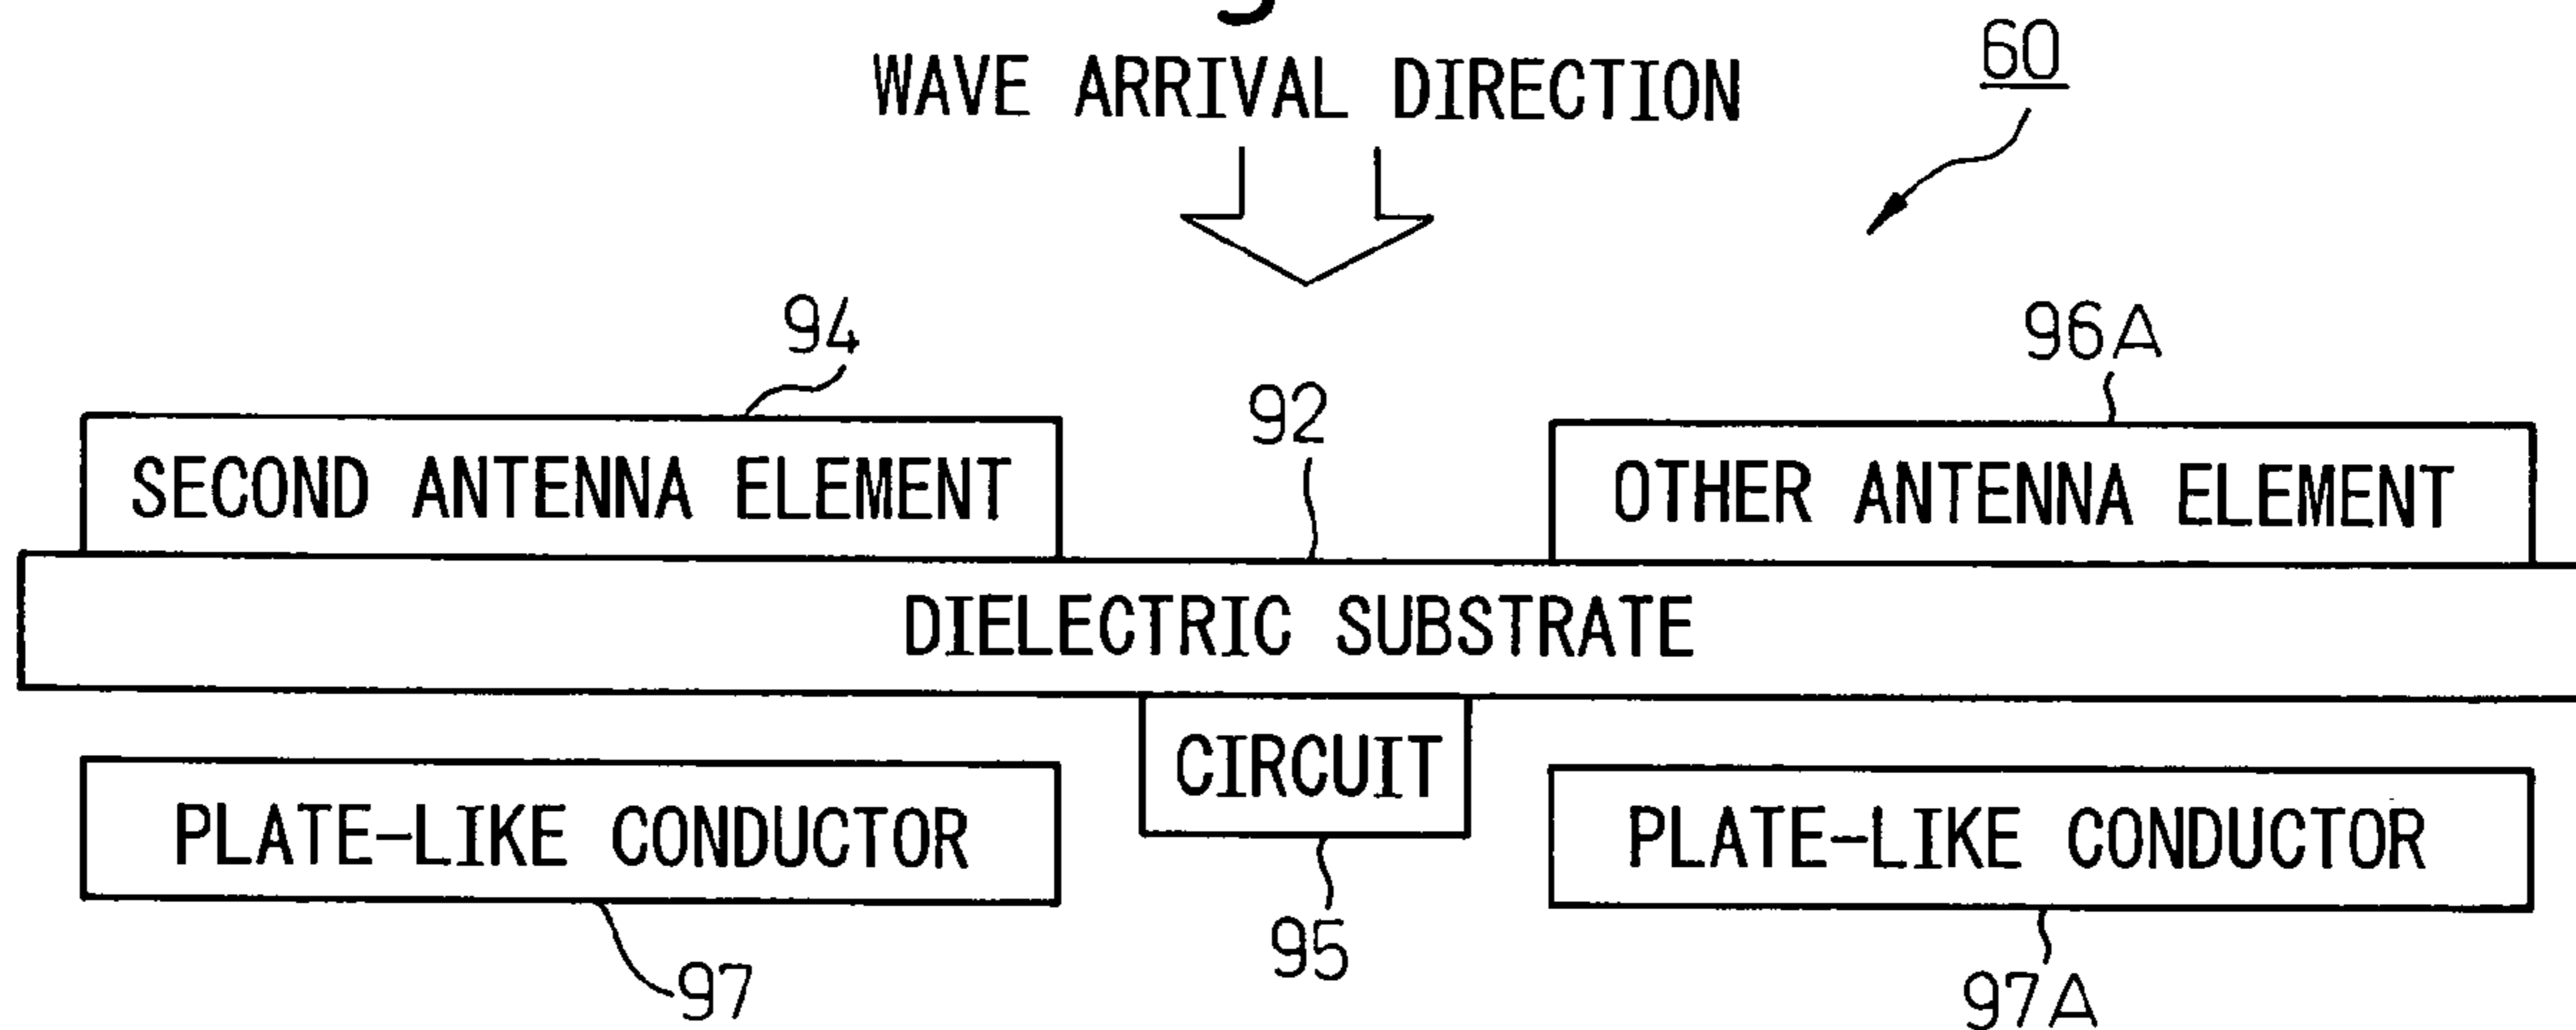 WAVE ARRIVAL DIRECTION
60
94
96A
92
SECOND ANTENNA ELEMENT
OTHER ANTENNA ELEMENT
DIELECTRIC SUBSTRATE
CIRCUIT
PLATE-LIKE CONDUCTOR
PLATE-LIKE CONDUCTOR
95
97
97A